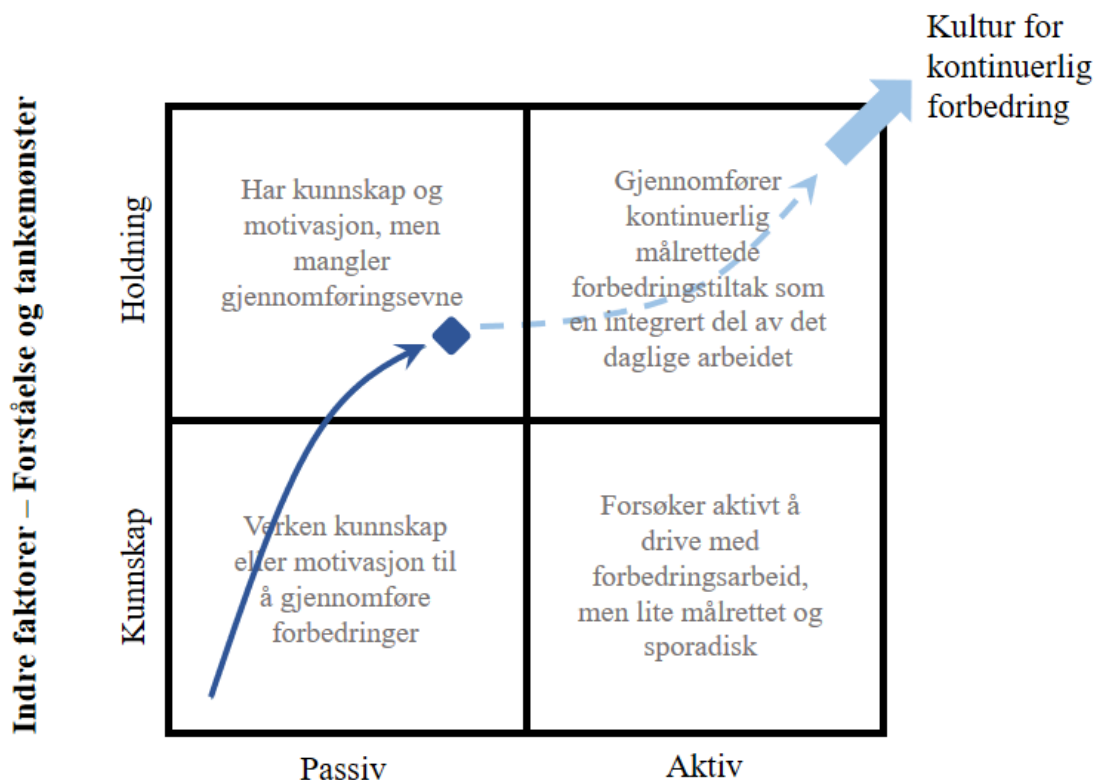 Kultur for
kontinuerlig
forbedring
Indre faktorer – Forståelse og tankemønster
Holdning
Har kunnskap og
motivasjon, men
mangler
gjennomføringsevne
Gjennomfører
kontinuerlig
målrettede
forbedringstiltak som
en integrert del av det
daglige arbeidet
Kunnskap
Verken kunnskap
eller motivasjon til
å gjennomføre
forbedringer
Forsøker aktivt å
drive med
forbedringsarbeid,
men lite målrettet og
sporadisk
Passiv
Aktiv